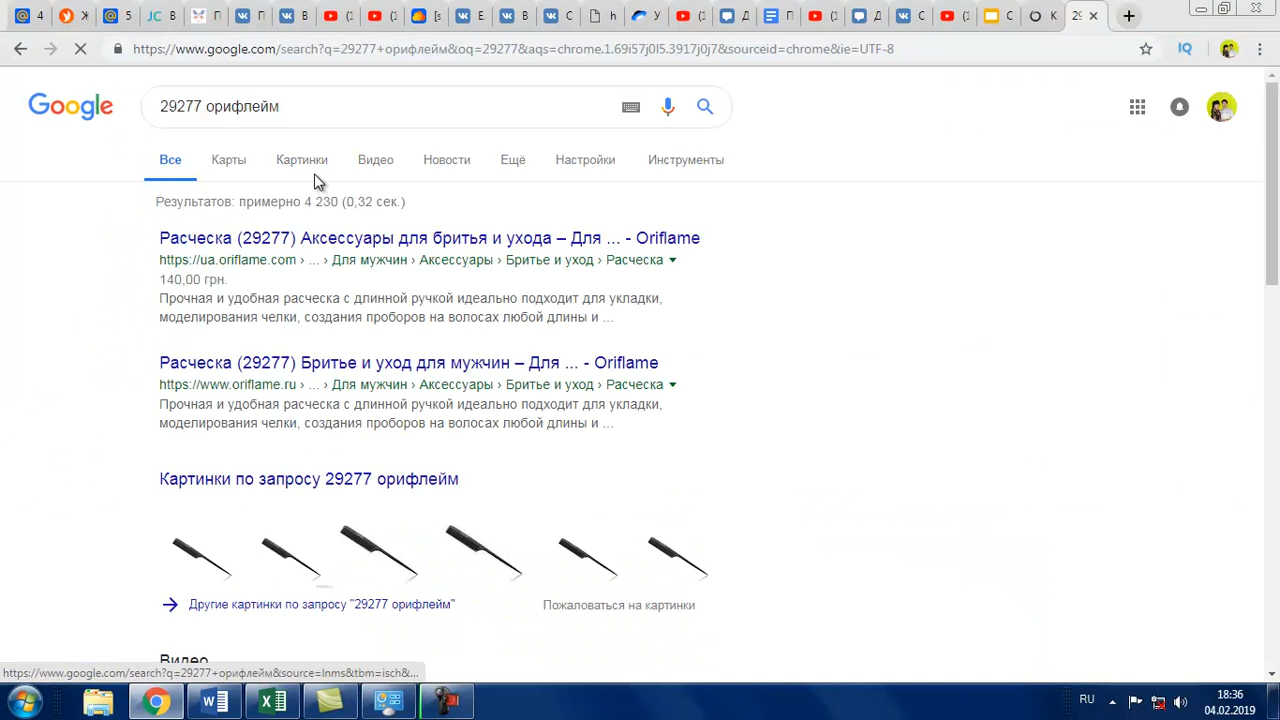 https://www.google.com/search?q=29277+орифлейм&oq=29277&aqs=chrome.1.69i57j0l5.3917j0j7&sourceid=chrome&ie=UTF-8
Google
29277 орифлейм
Все Карты Картинки Видео Новости Ещё Настройки Инструменты
Результатов: примерно 4 230 (0,32 сек.)
Расческа (29277) Аксессуары для бритья и ухода – Для ... - Oriflame
https://ua.oriflame.com › ... › Для мужчин › Аксессуары › Бритье и уход › Расческа
140,00 грн.
Прочная и удобная расческа с длинной ручкой идеально подходит для укладки,
моделирования челки, создания проборов на волосах любой длины и ...
Расческа (29277) Бритье и уход для мужчин – Для ... - Oriflame
https://www.oriflame.ru › ... › Для мужчин › Аксессуары › Бритье и уход › Расческа
Прочная и удобная расческа с длинной ручкой идеально подходит для укладки,
моделирования челки, создания проборов на волосах любой длины и ...
Картинки по запросу 29277 орифлейм
Другие картинки по запросу "29277 орифлейм"
Пожаловаться на картинки
Видео
https://www.google.com/search?q=29277+орифлейм&source=lnms&tbm=isch&...
RU
18:36
04.02.2019